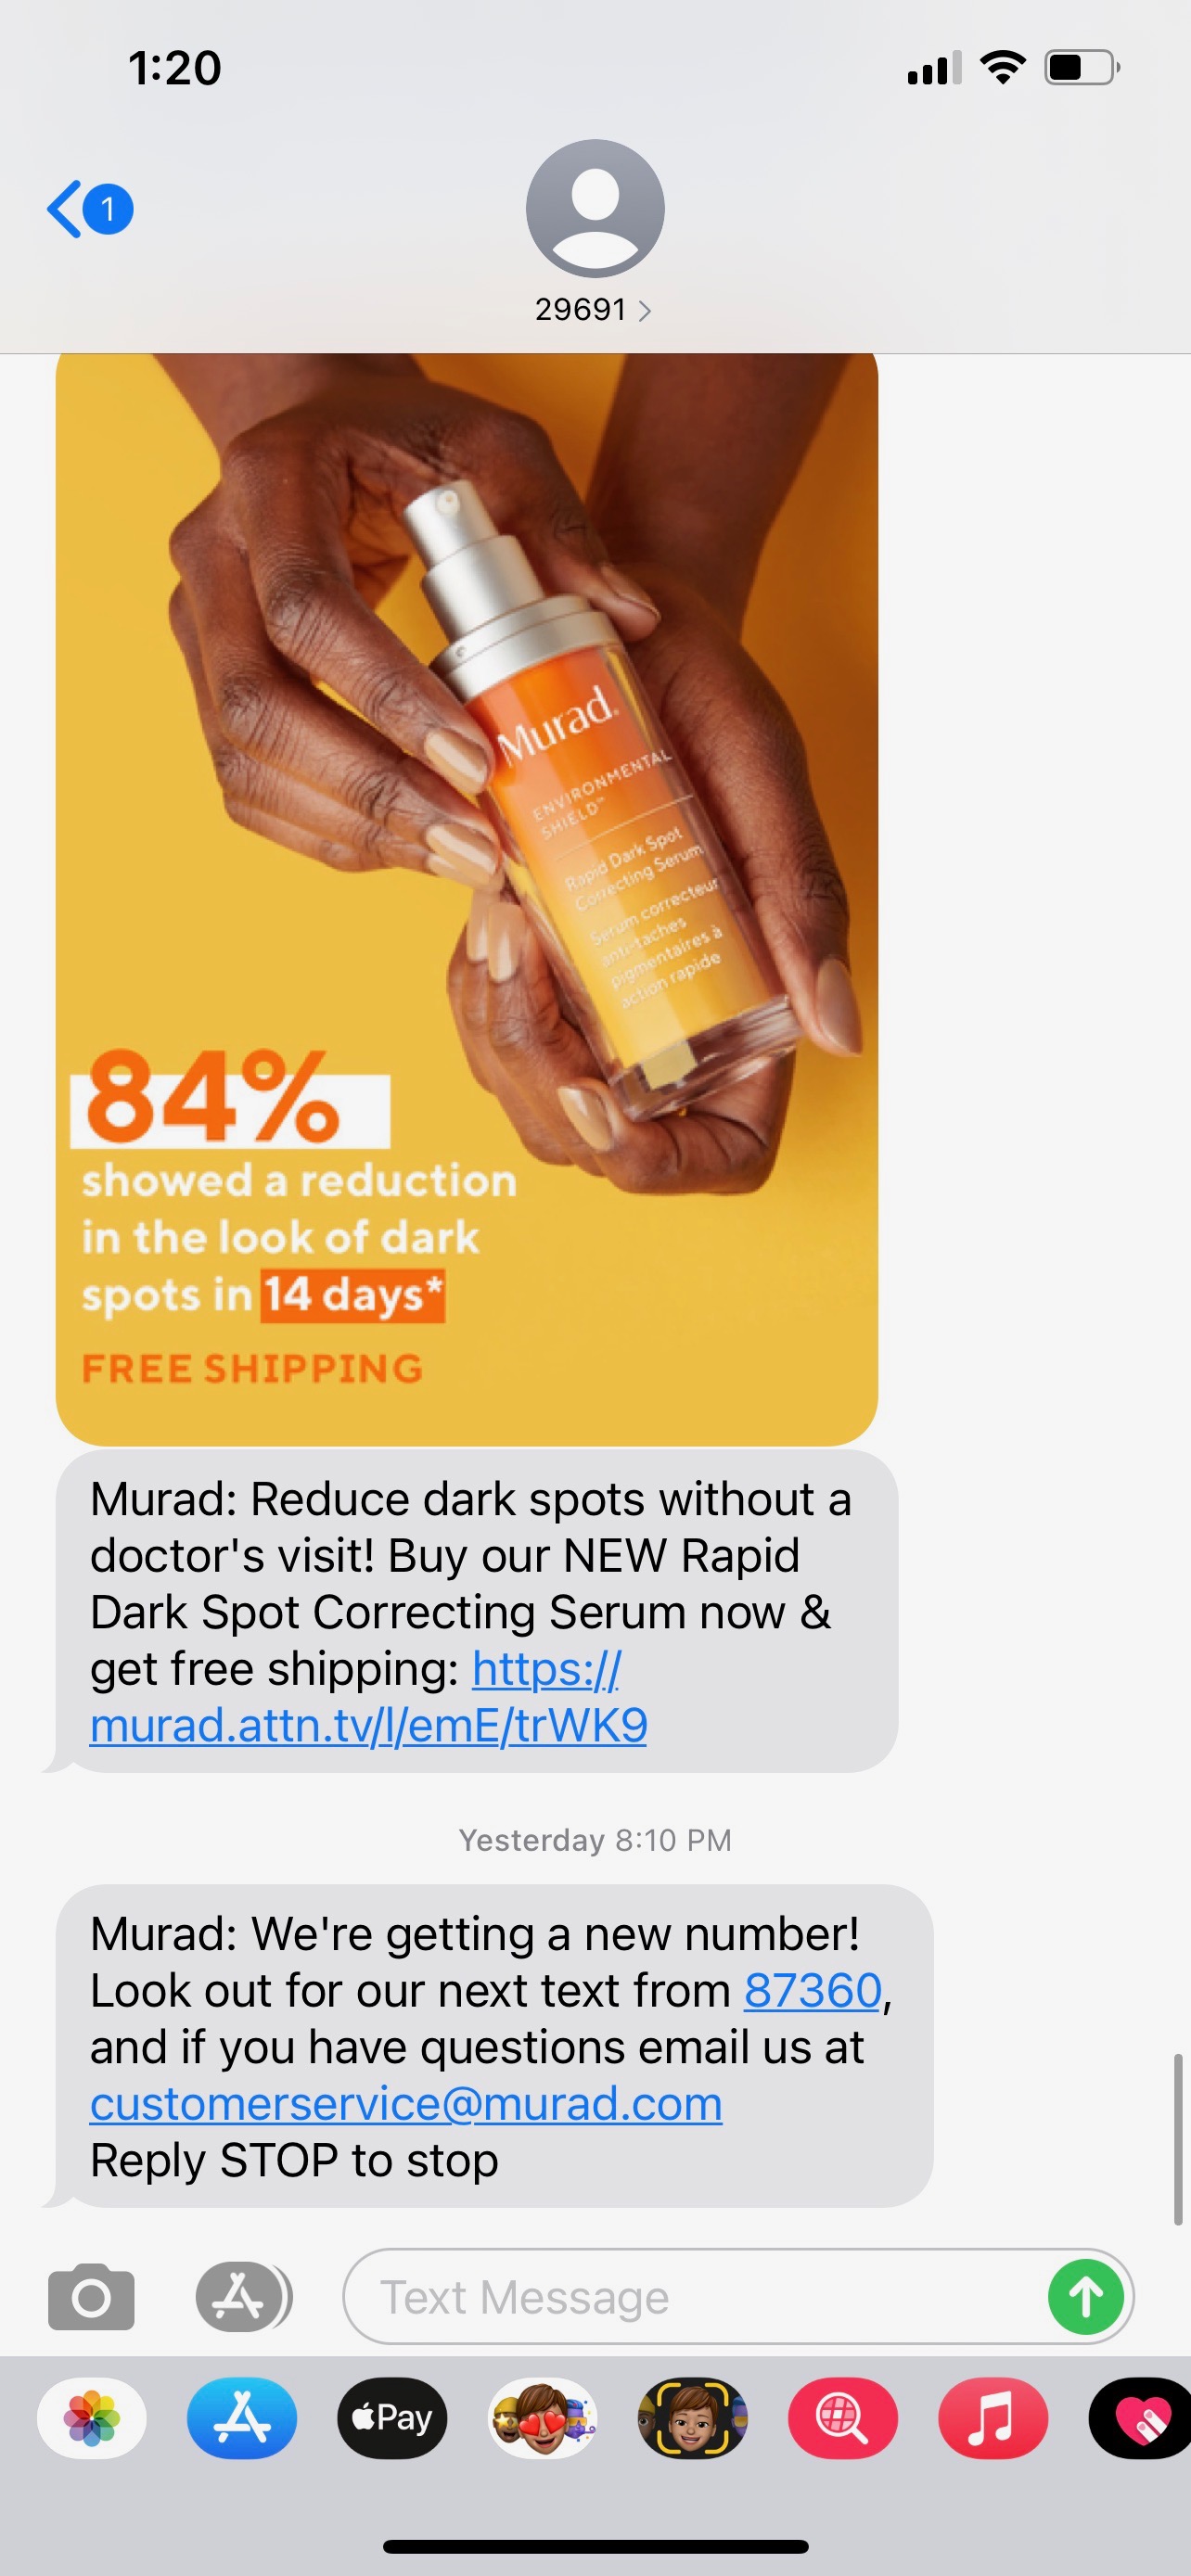 1:20
1
29691
Murad.
ENVIRONMENTAL
SHIELD™
Rapid Dark Spot
Correcting Serum
Sérum correcteur
anti-taches
pigmentaires à
action rapide
84%
showed a reduction
in the look of dark
spots in 14 days*
FREE SHIPPING
Murad: Reduce dark spots without a
doctor's visit! Buy our NEW Rapid
Dark Spot Correcting Serum now &
get free shipping: https://
murad.attn.tv/l/emE/trWK9
Yesterday 8:10 PM
Murad: We're getting a new number!
Look out for our next text from 87360,
and if you have questions email us at
customerservice@murad.com
Reply STOP to stop
Text Message
Pay